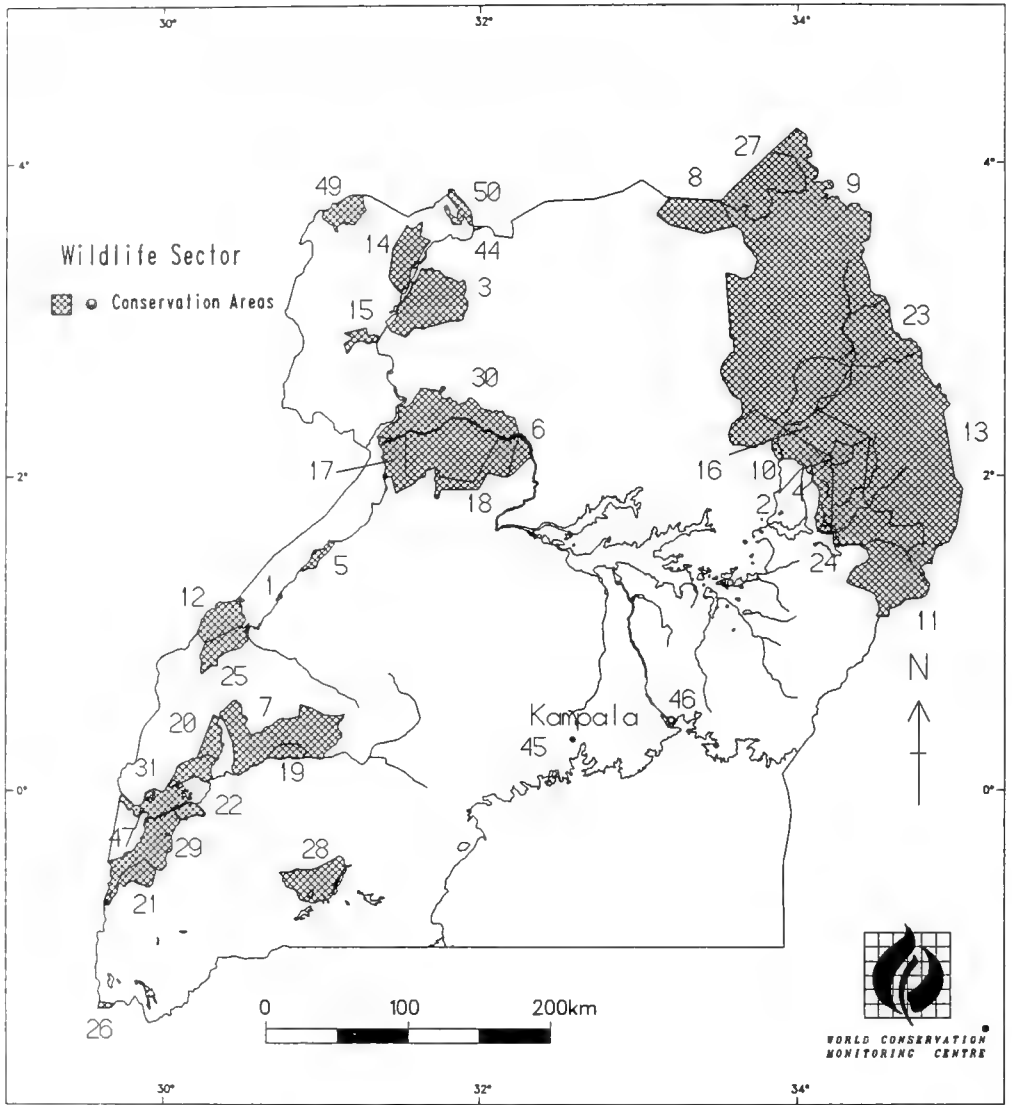 30° 32° 34°
4° 4°
27
8 9
49 50
14 44
Wildlife Sector
Conservation Areas
3
15 23
30
6 13
17 16 10
18 4
2° 2°
2
5 24
12 1
11
25 N
20 7 46
Kampala
45
19
31 22
0° 0°
47 29 28
21
26
0 100 200km
WORLD CONSERVATION
MONITORING CENTRE
30° 32° 34°